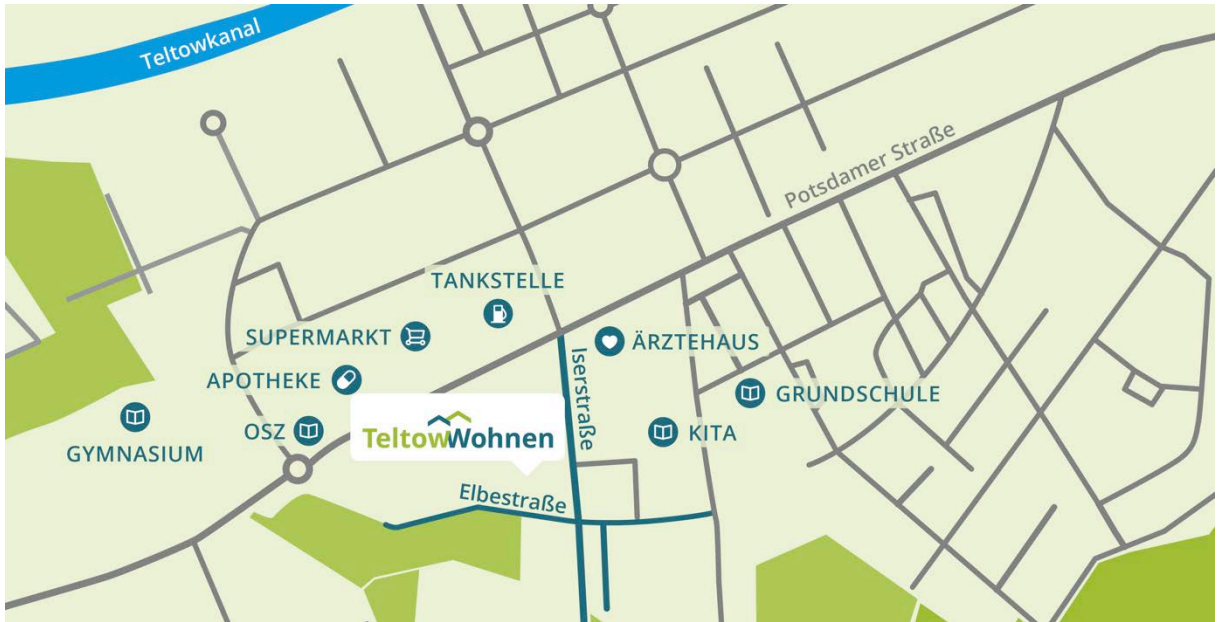 Teltowkanal
Potsdamer Straße
TANKSTELLE
SUPERMARKT
ÄRZTEHAUS
Iserstraße
APOTHEKE
GRUNDSCHULE
OSZ
TeltowWohnen
KITA
GYMNASIUM
Elbestraße